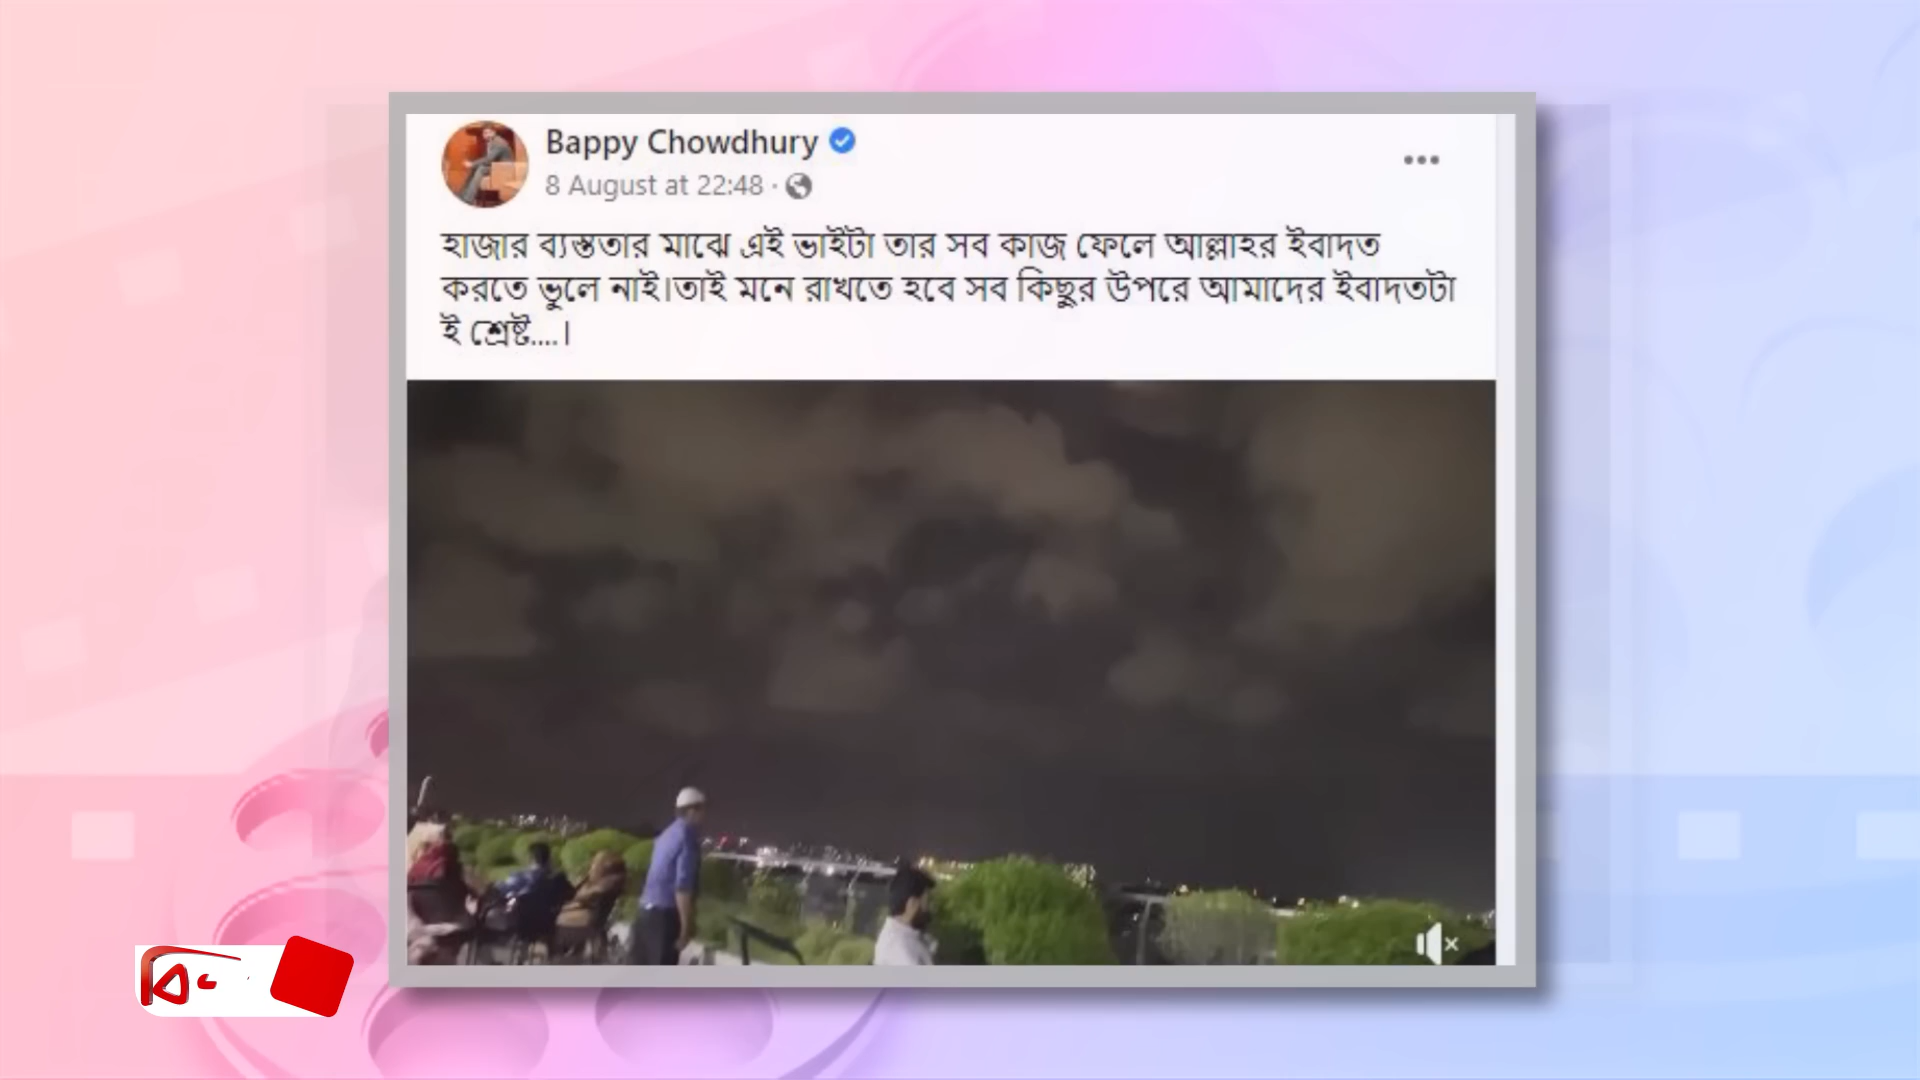 Bappy Chowdhury
8 August at 22:48
হাজার ব্যস্ততার মাঝে এই ভাইটা তার সব কাজ ফেলে আল্লাহর ইবাদত
করতে ভুলে নাই।তাই মনে রাখতে হবে সব কিছুর উপরে আমাদের ইবাদতটা
ই শ্রেষ্ট....।